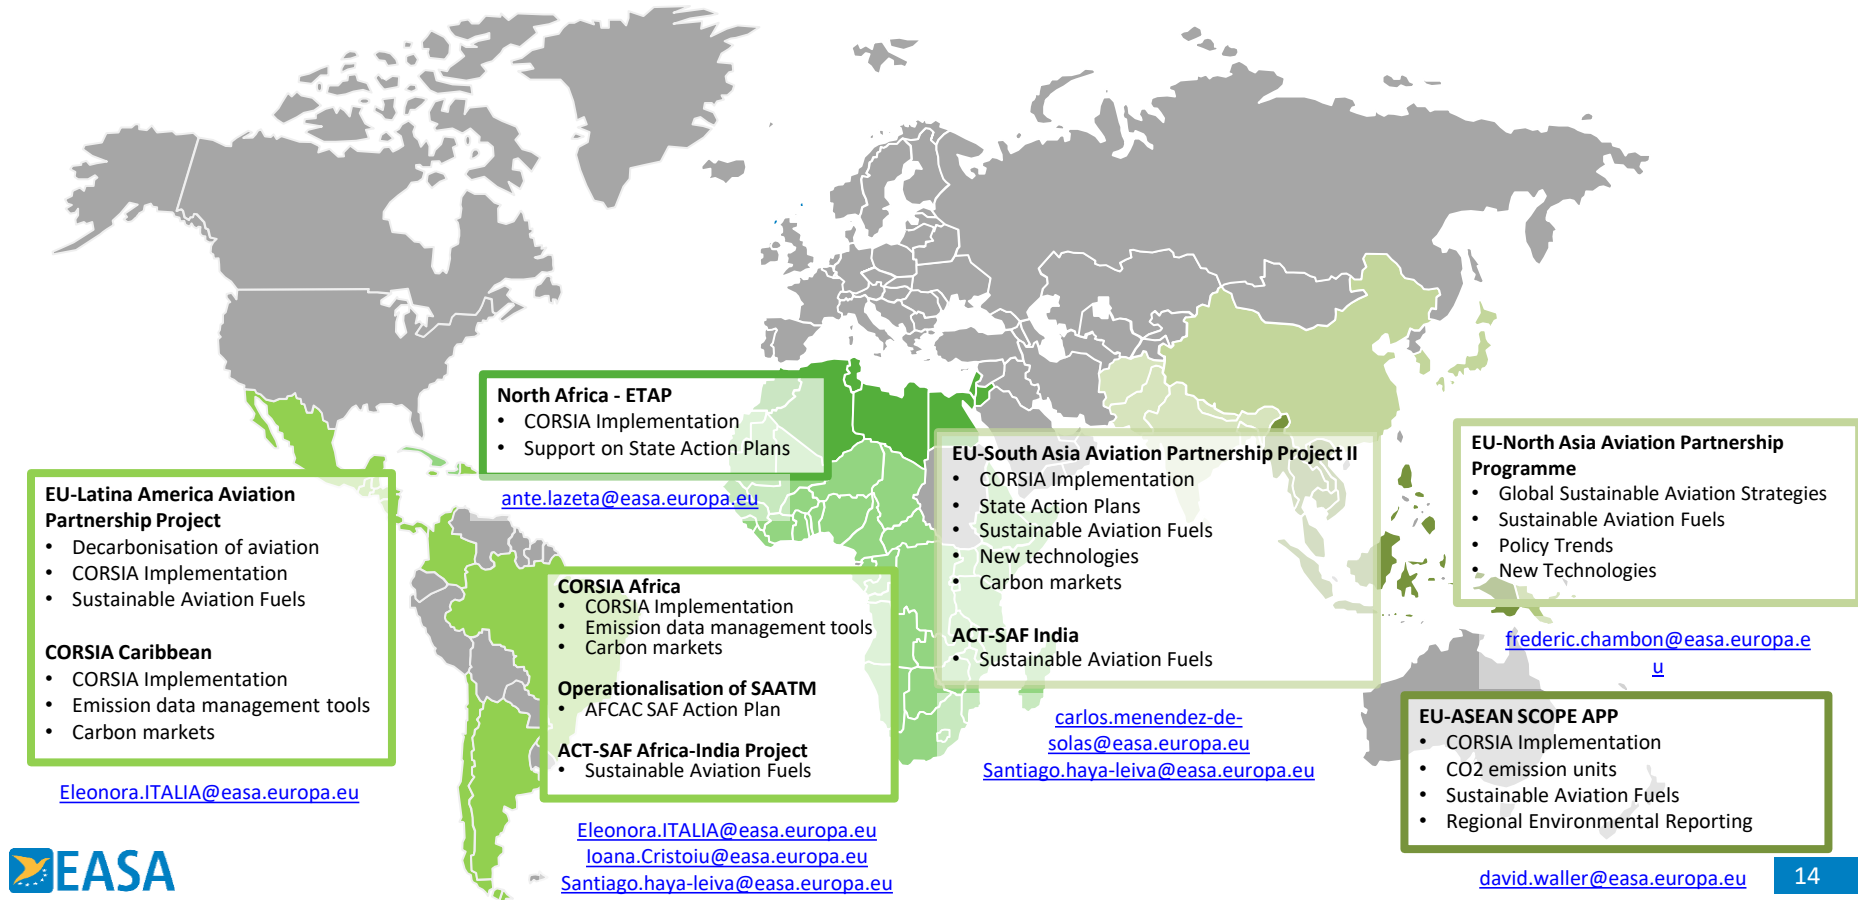 North Africa - ETAP
• CORSIA Implementation
• Support on State Action Plans
ante.lazeta@easa.europa.eu
EU-Latina America Aviation
Partnership Project
• Decarbonisation of aviation
• CORSIA Implementation
• Sustainable Aviation Fuels
CORSIA Caribbean
• CORSIA Implementation
• Emission data management tools
• Carbon markets
Eleonora.ITALIA@easa.europa.eu
CORSIA Africa
• CORSIA Implementation
• Emission data management tools
• Carbon markets
Operationalisation of SAATM
• AFCAC SAF Action Plan
ACT-SAF Africa-India Project
• Sustainable Aviation Fuels
Eleonora.ITALIA@easa.europa.eu
Ioana.Cristoiu@easa.europa.eu
Santiago.haya-leiva@easa.europa.eu
EU-South Asia Aviation Partnership Project II
• CORSIA Implementation
• State Action Plans
• Sustainable Aviation Fuels
• New technologies
• Carbon markets
ACT-SAF India
• Sustainable Aviation Fuels
carlos.menendez-de-
solas@easa.europa.eu
Santiago.haya-leiva@easa.europa.eu
EU-North Asia Aviation Partnership
Programme
• Global Sustainable Aviation Strategies
• Sustainable Aviation Fuels
• Policy Trends
• New Technologies
frederic.chambon@easa.europa.e
u
EU-ASEAN SCOPE APP
• CORSIA Implementation
• CO2 emission units
• Sustainable Aviation Fuels
• Regional Environmental Reporting
david.waller@easa.europa.eu
EASA
14